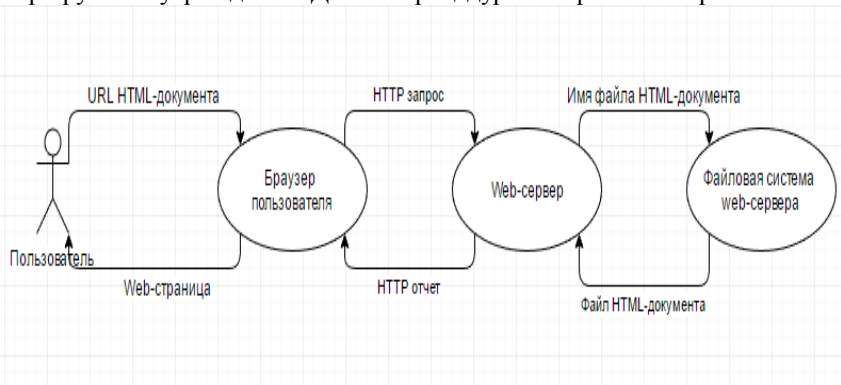 URL HTML-документа
HTTP запрос
Имя файла HTML-документа
Браузер
пользователя
Web-сервер
Файловая система
web-сервера
Пользователь
Web-страница
HTTP отчет
Файл HTML-документа